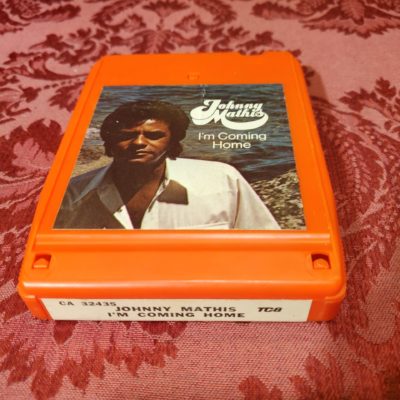 Johnny
Mathis
I'm Coming
Home
CA 32435
JOHNNY MATHIS TC8
I'M COMING HOME